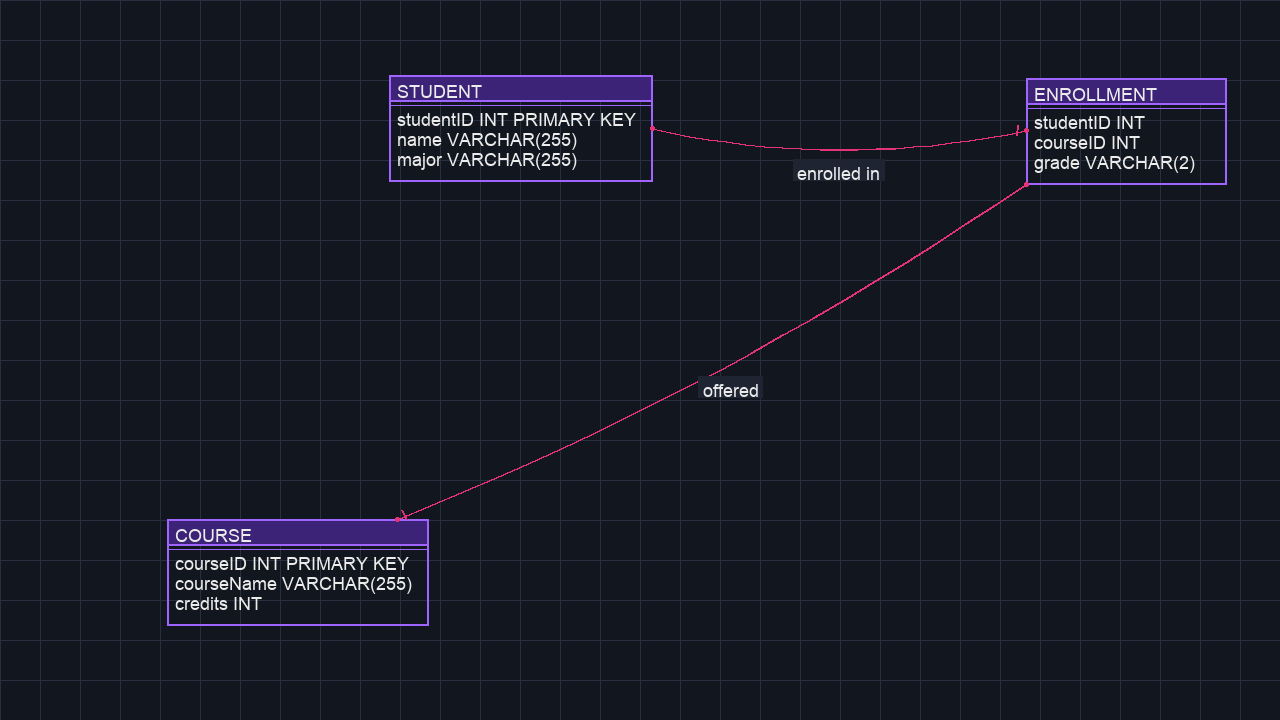 STUDENT
studentID INT PRIMARY KEY
name VARCHAR(255)
major VARCHAR(255)
ENROLLMENT
studentID INT
courseID INT
grade VARCHAR(2)
enrolled in
offered
COURSE
courseID INT PRIMARY KEY
courseName VARCHAR(255)
credits INT